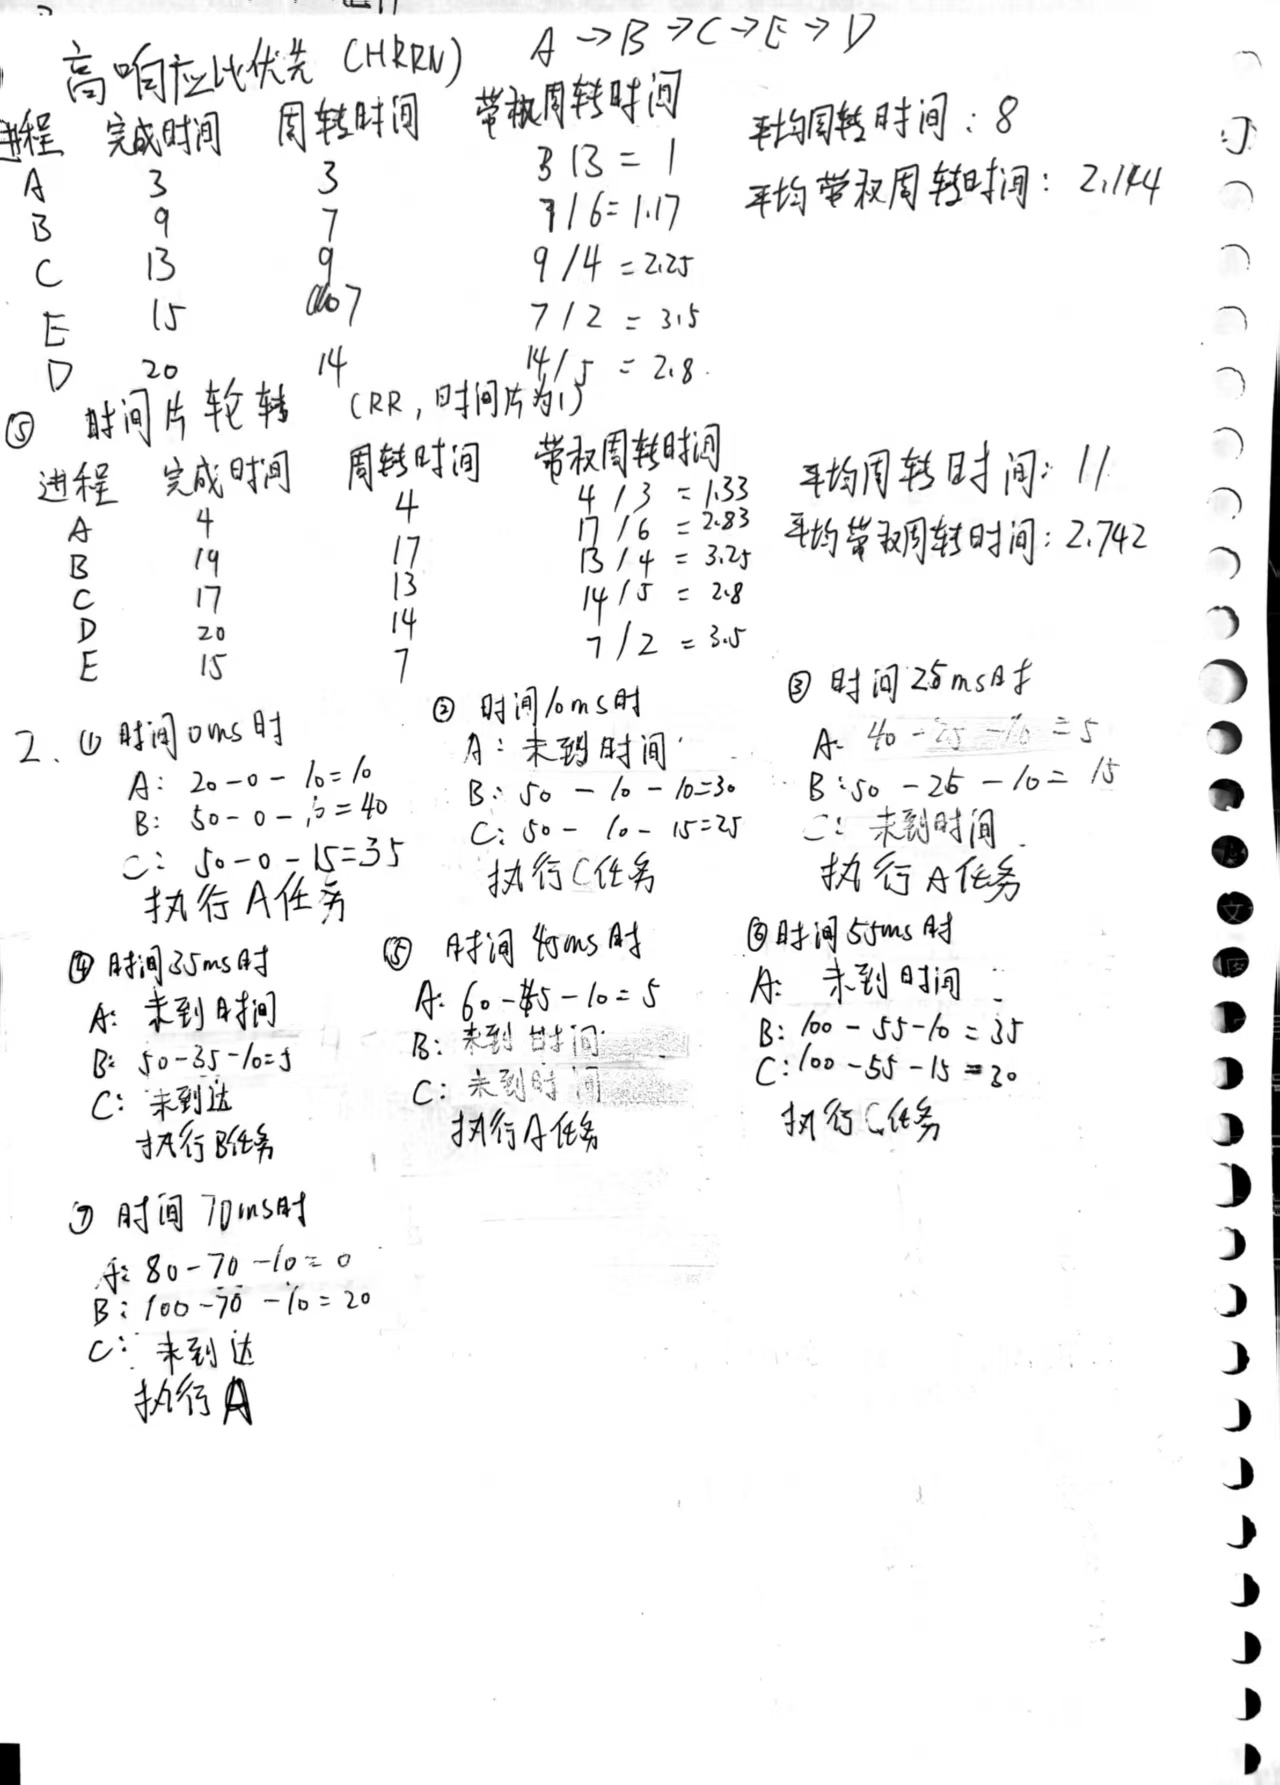 高响应比优先 (HRRN) A→B→C→E→D
进程 完成时间 周转时间 带权周转时间
A 3 3 3/3 = 1
B 9 7 7/6=1.17
C 13 9 9/4 =2.25
E 15 7 7/2 = 3.5
D 20 14 14/5 = 2.8
平均周转时间:8
平均带权周转时间:2.144
⑤ 时间片轮转 (RR,时间片为1)
进程 完成时间 周转时间 带权周转时间
A 4 4 4/3 =1.33
B 19 17 17/6 =2.83
C 17 13 13/4 = 3.25
D 20 14 14/5 = 2.8
E 15 7 7/2 =3.5
平均周转时间:11
平均带权周转时间:2.742
2. ① 时间0ms时
A: 20-0-10=10
B: 50-0-10=40
C: 50-0-15=35
执行A任务
② 时间10ms时
A:未到时间
B: 50-10-10=30
C: 50-10-15=25
执行C任务
③ 时间25ms时
A: 40-25-10=5
B:50-25-10=15
C:未到时间
执行A任务
④ 时间35ms时
A: 未到时间
B: 50-35-10=5
C: 未到达
执行B任务
⑤ 时间45ms时
A: 60-45-10=5
B:未到时间
C:未到时间
执行A任务
⑥时间55ms时
A: 未到时间
B:100-55-10=35
C:100-55-15=30
执行C任务
⑦ 时间70ms时
A: 80-70-10=0
B:100-70-10=20
C:未到达
执行A